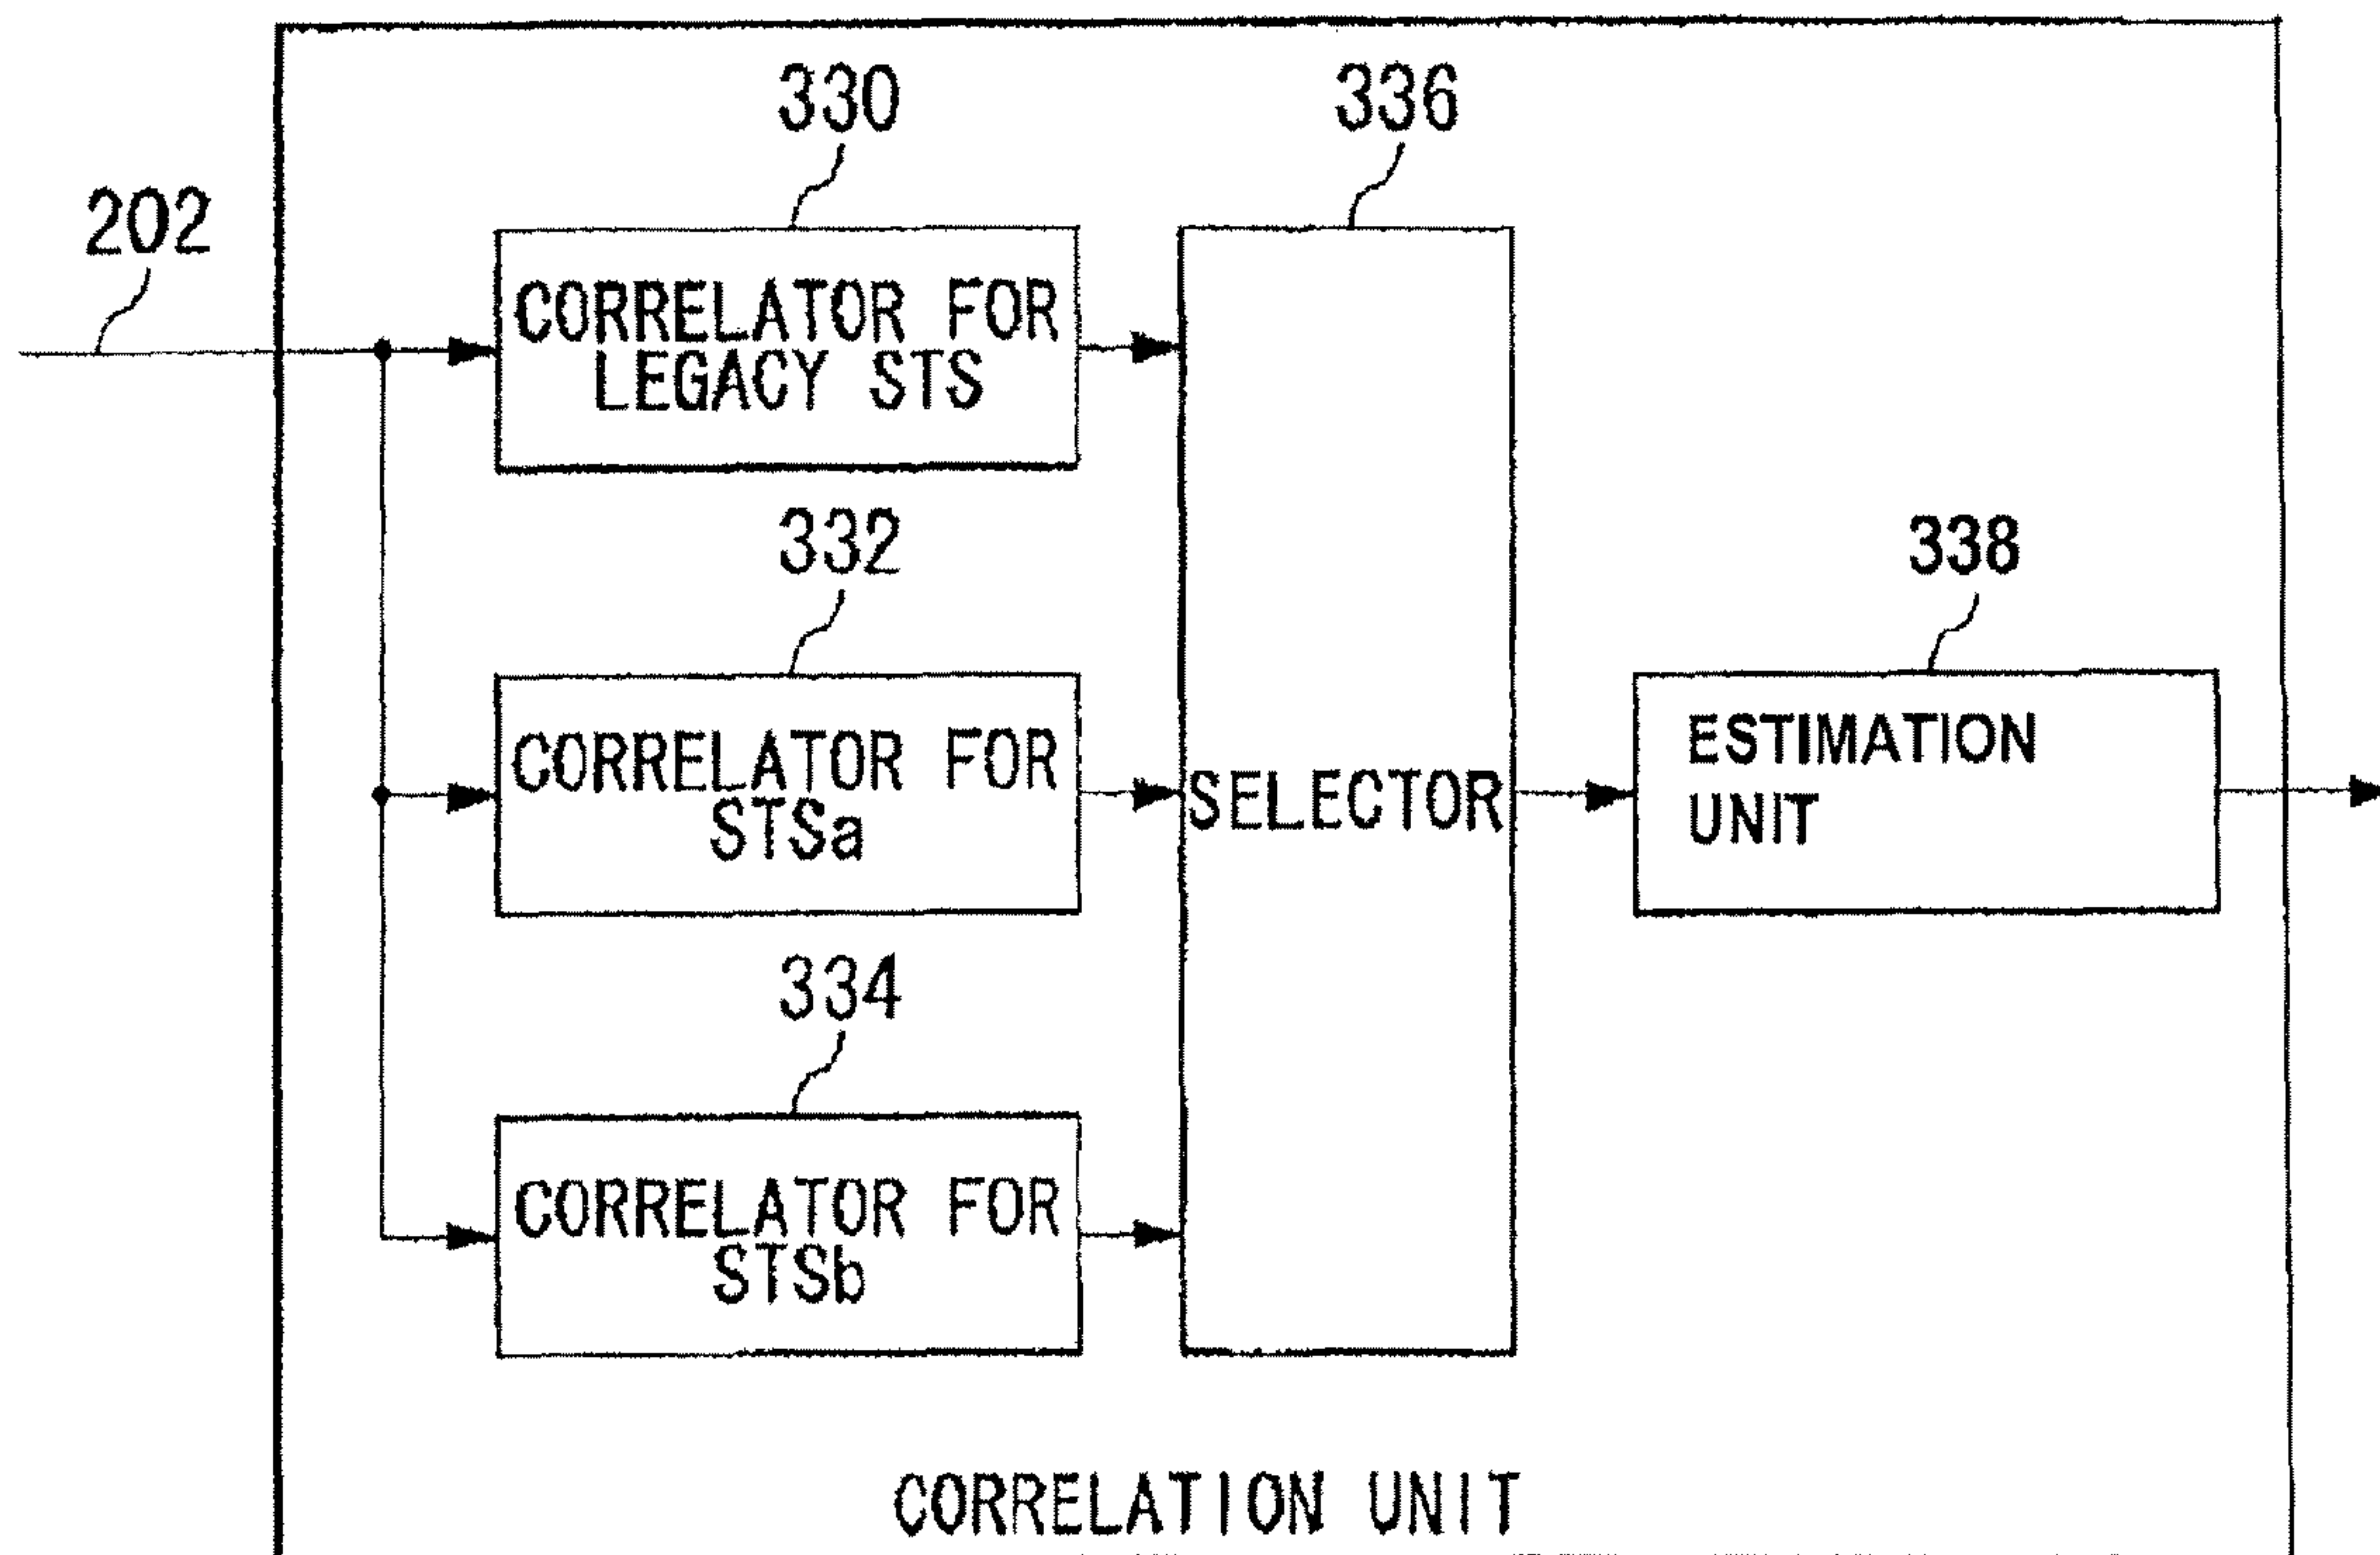 330
336
202
CORRELATOR FOR
LEGACY STS
332
338
CORRELATOR FOR
STSa
SELECTOR
ESTIMATION
UNIT
334
CORRELATOR FOR
STSb
CORRELATION UNIT